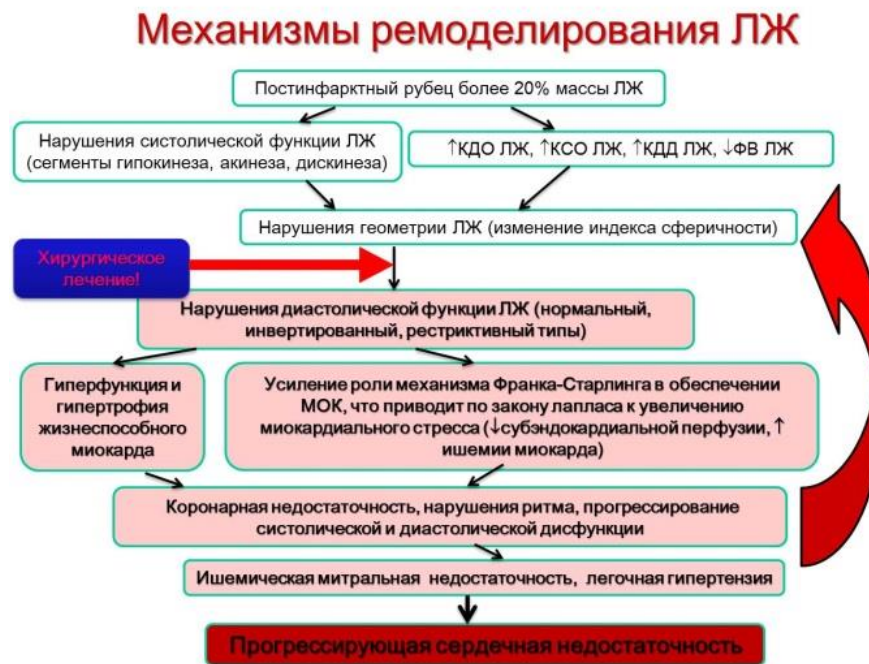 Механизмы ремоделирования ЛЖ
Постинфарктный рубец более 20% массы ЛЖ
Нарушения систолической функции ЛЖ
(сегменты гипокинеза, акинеза, дискинеза)
↑КДО ЛЖ, ↑КСО ЛЖ, ↑КДД ЛЖ, ↓ФВ ЛЖ
Нарушения геометрии ЛЖ (изменение индекса сферичности)
Хирургическое
лечение!
Нарушения диастолической функции ЛЖ (нормальный,
инвертированный, рестриктивный типы)
Гиперфункция и
гипертрофия
жизнеспособного
миокарда
Усиление роли механизма Франка-Старлинга в обеспечении
МОК, что приводит по закону лапласа к увеличению
миокардиального стресса (↓субэндокардиальной перфузии, ↑
ишемии миокарда)
Коронарная недостаточность, нарушения ритма, прогрессирование
систолической и диастолической дисфункции
Ишемическая митральная недостаточность, легочная гипертензия
Прогрессирующая сердечная недостаточность